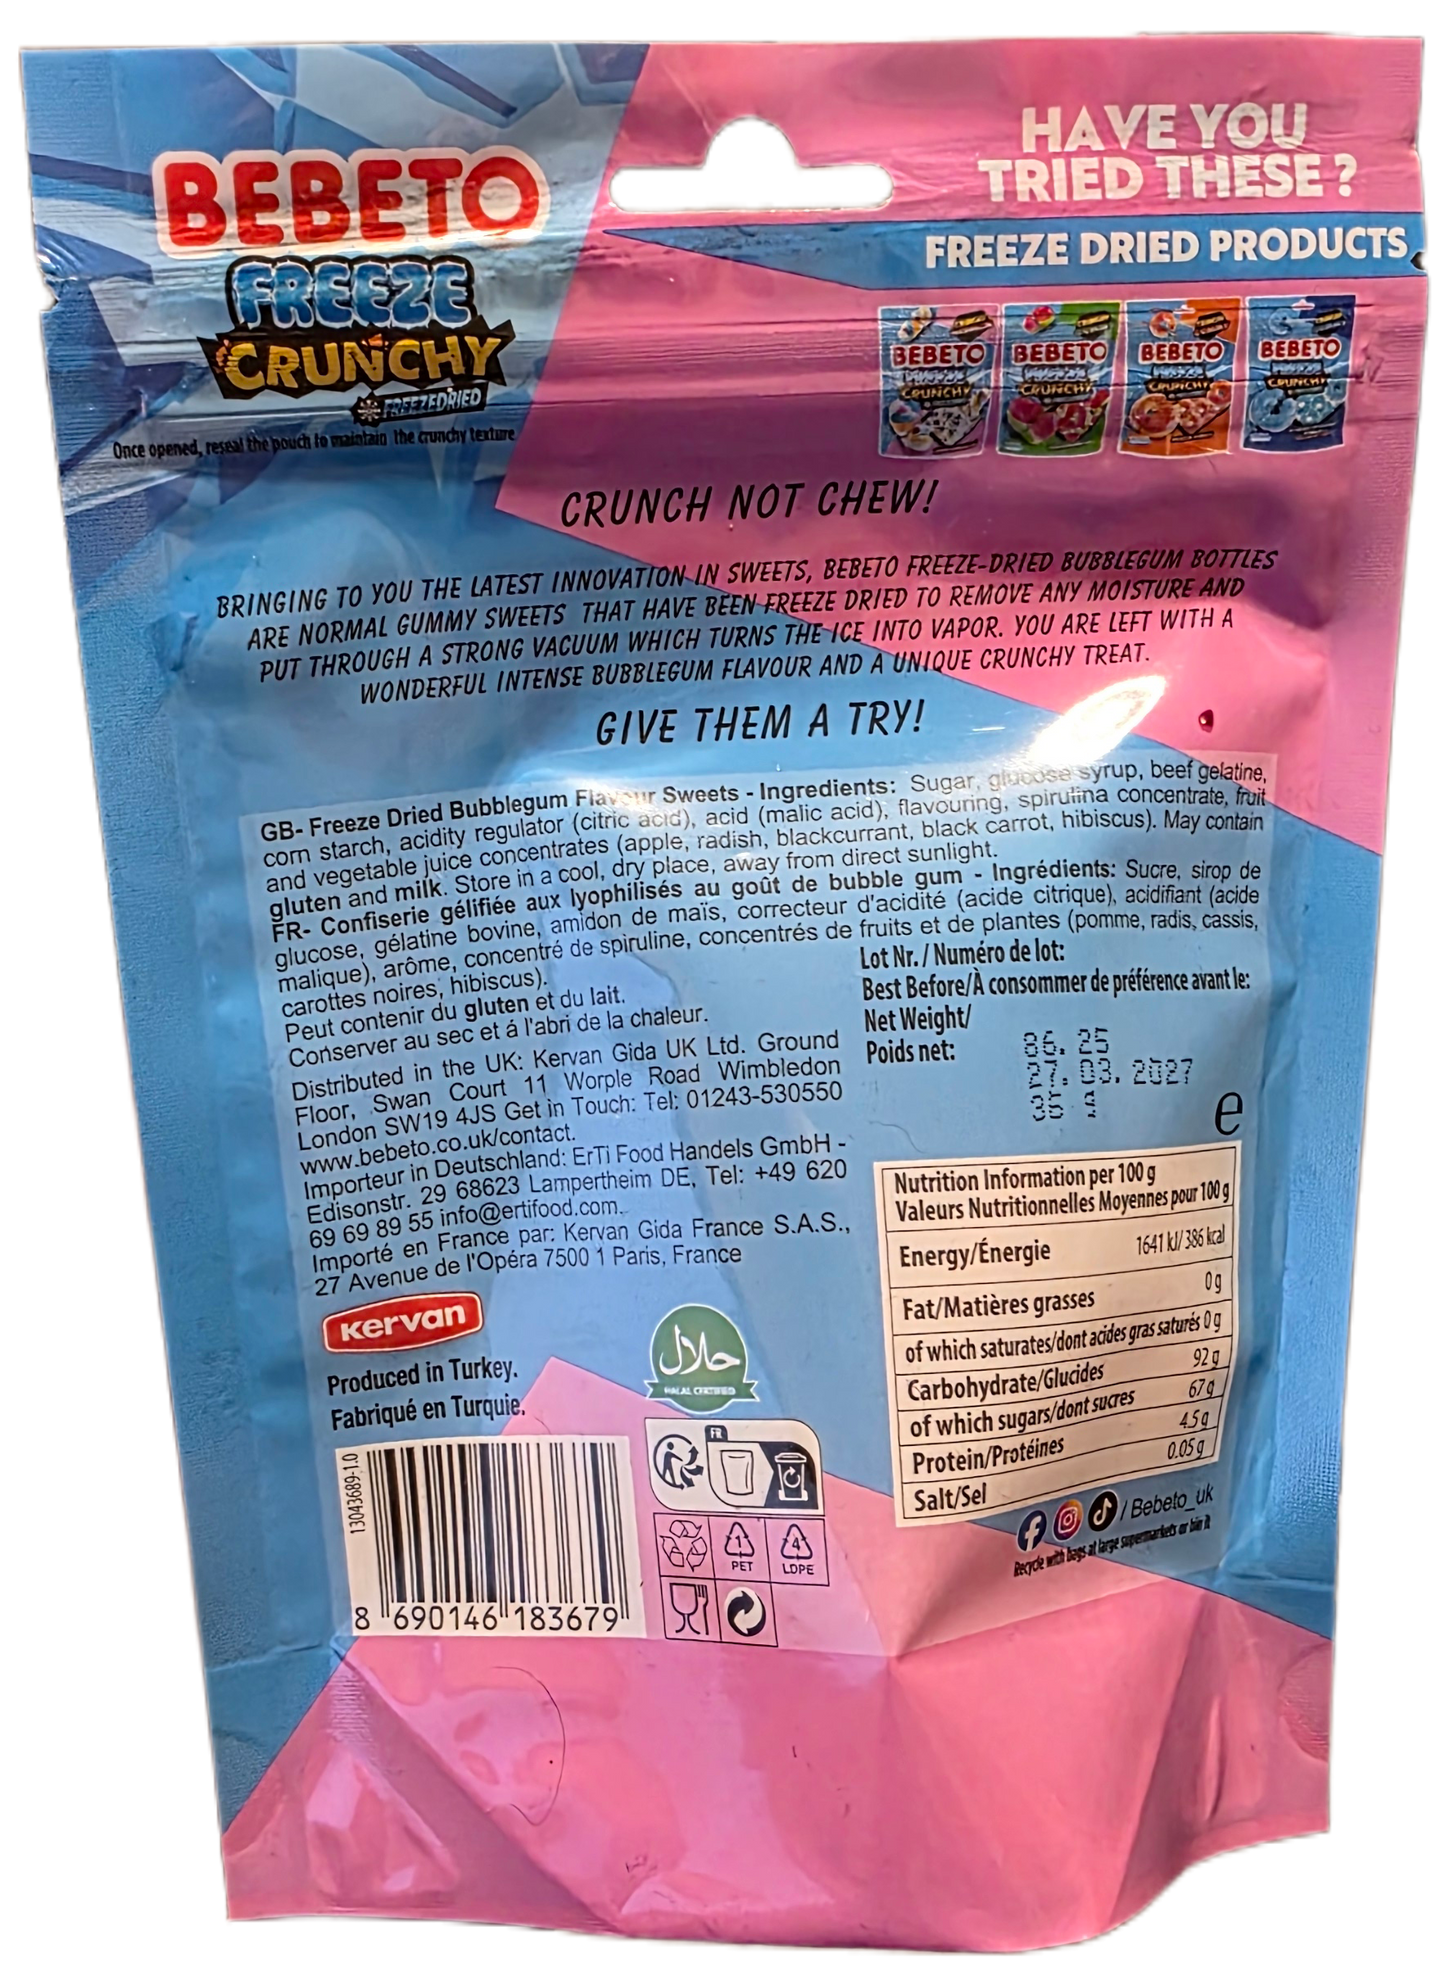 BEBETO
FREEZE
CRUNCHY
FREEZEDRIED
Once opened, reseal the pouch to maintain the crunchy texture
HAVE YOU
TRIED THESE?
FREEZE DRIED PRODUCTS
BEBETO BEBETO BEBETO BEBETO
FREEZE FREEZE FREEZE FREEZE
CRUNCHY CRUNCHY CRUNCHY CRUNCHY
CRUNCH NOT CHEW!
BRINGING TO YOU THE LATEST INNOVATION IN SWEETS, BEBETO FREEZE-DRIED BUBBLEGUM BOTTLES
ARE NORMAL GUMMY SWEETS THAT HAVE BEEN FREEZE DRIED TO REMOVE ANY MOISTURE AND
PUT THROUGH A STRONG VACUUM WHICH TURNS THE ICE INTO VAPOR. YOU ARE LEFT WITH A
WONDERFUL INTENSE BUBBLEGUM FLAVOUR AND A UNIQUE CRUNCHY TREAT.
GIVE THEM A TRY!
GB- Freeze Dried Bubblegum Flavour Sweets - Ingredients: Sugar, glucose syrup, beef gelatine,
corn starch, acidity regulator (citric acid), acid (malic acid), flavouring, spirulina concentrate, fruit
and vegetable juice concentrates (apple, radish, blackcurrant, black carrot, hibiscus). May contain
gluten and milk. Store in a cool, dry place, away from direct sunlight.
FR- Confiserie gélifiée aux lyophilisés au goût de bubble gum - Ingrédients: Sucre, sirop de
glucose, gélatine bovine, amidon de maïs, correcteur d'acidité (acide citrique), acidifiant (acide
malique), arôme, concentré de spiruline, concentrés de fruits et de plantes (pomme, radis, cassis,
carottes noires, hibiscus).
Peut contenir du gluten et du lait.
Conserver au sec et á l'abri de la chaleur.
Distributed in the UK: Kervan Gida UK Ltd. Ground
Floor, Swan Court 11 Worple Road Wimbledon
London SW19 4JS Get in Touch: Tel: 01243-530550
www.bebeto.co.uk/contact.
Importeur in Deutschland: ErTi Food Handels GmbH -
Edisonstr. 29 68623 Lampertheim DE, Tel: +49 620
69 69 89 55 info@ertifood.com.
Importé en France par: Kervan Gida France S.A.S.,
27 Avenue de l'Opéra 7500 1 Paris, France
Lot Nr. / Numéro de lot:
Best Before/À consommer de préférence avant le:
Net Weight/
Poids net:
86. 25
27. 03. 2027
35 g
e
Nutrition Information per 100 g
Valeurs Nutritionnelles Moyennes pour 100 g
Energy/Énergie 1641 kJ/ 386 kcal
Fat/Matières grasses 0 g
of which saturates/dont acides gras saturés 0 g
Carbohydrate/Glucides 92 g
of which sugars/dont sucres 67 g
Protein/Protéines 4.5 g
Salt/Sel 0.05 g
/ Bebeto_uk
Recycle with bags at large supermarkets or bin it
Kervan
Produced in Turkey.
Fabriqué en Turquie.
حلال
HALAL CERTIFIED
FR
1 4
PET LDPE
13043689-1.0
8 690146 183679